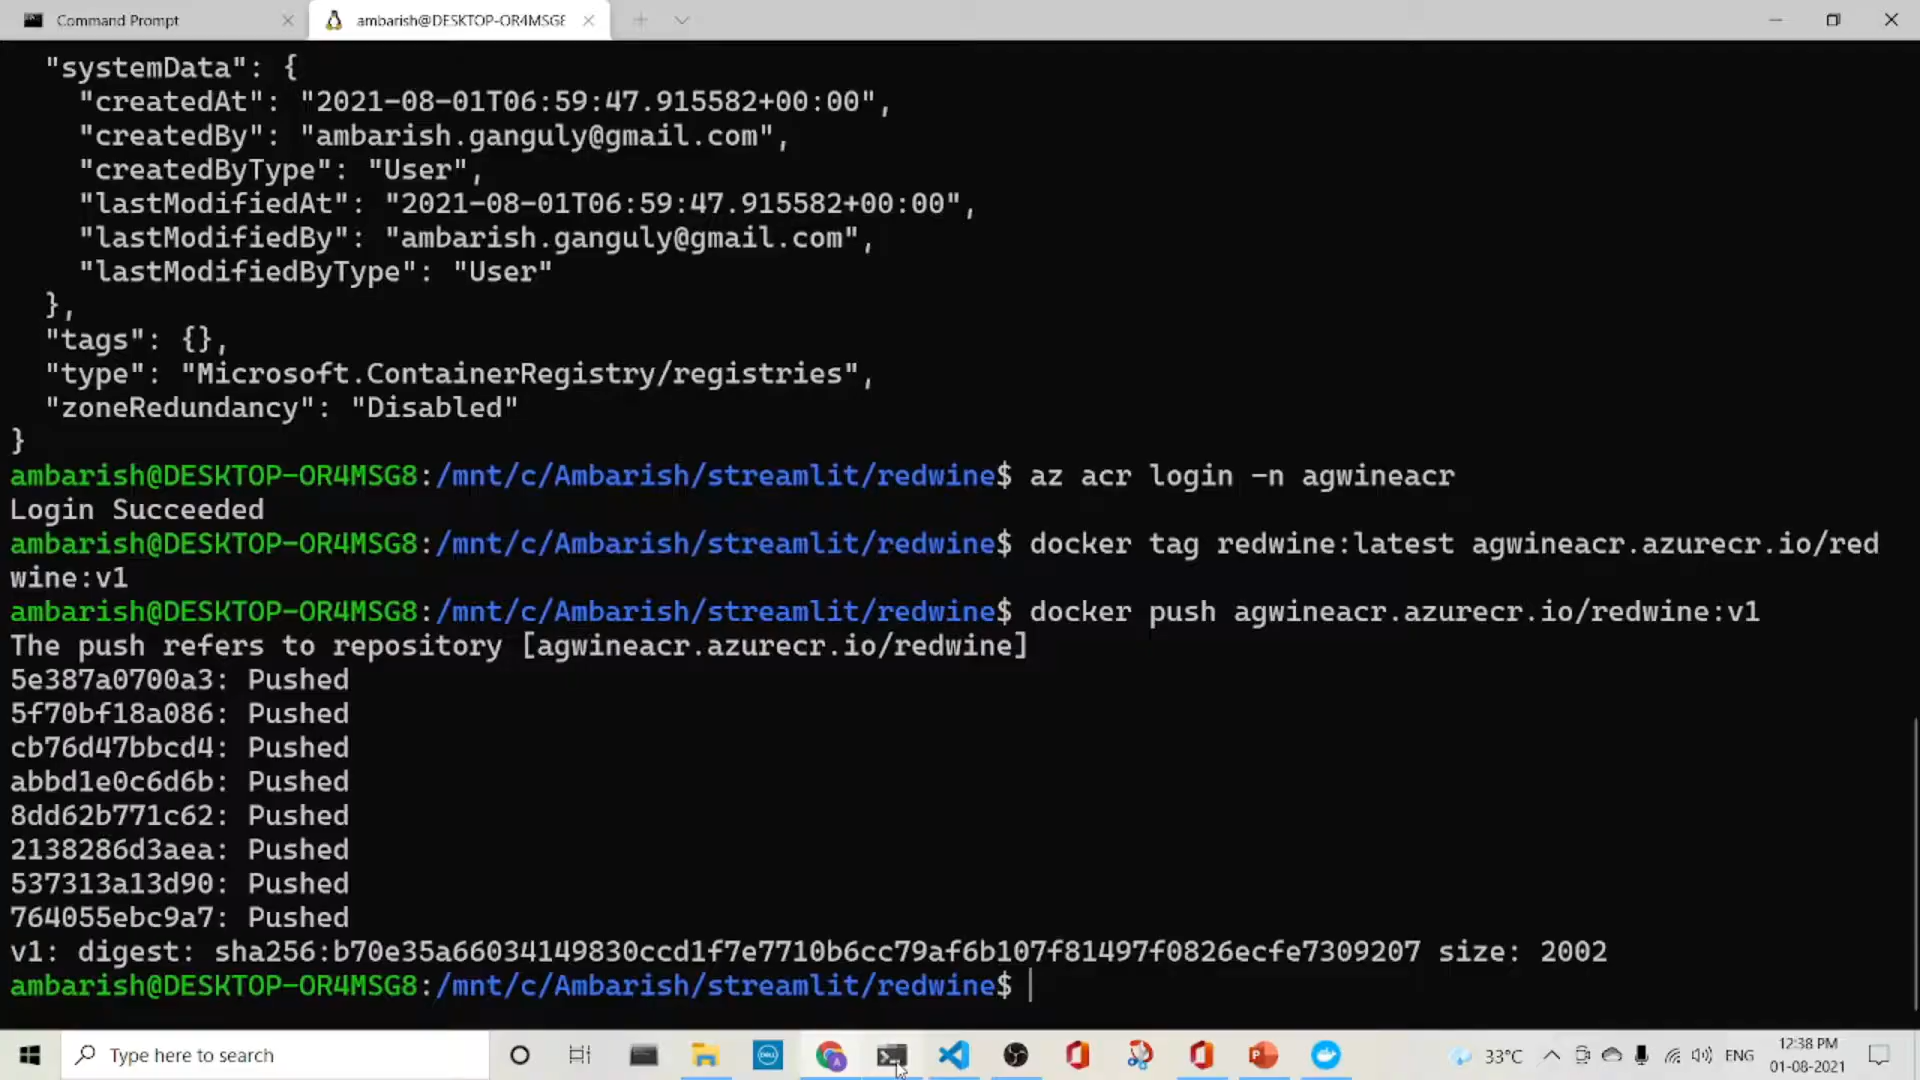 Command Prompt
ambarish@DESKTOP-OR4MSG8
"systemData": {
"createdAt": "2021-08-01T06:59:47.915582+00:00",
"createdBy": "ambarish.ganguly@gmail.com",
"createdByType": "User",
"lastModifiedAt": "2021-08-01T06:59:47.915582+00:00",
"lastModifiedBy": "ambarish.ganguly@gmail.com",
"lastModifiedByType": "User"
},
"tags": {},
"type": "Microsoft.ContainerRegistry/registries",
"zoneRedundancy": "Disabled"
}
ambarish@DESKTOP-OR4MSG8:/mnt/c/Ambarish/streamlit/redwine$ az acr login -n agwineacr
Login Succeeded
ambarish@DESKTOP-OR4MSG8:/mnt/c/Ambarish/streamlit/redwine$ docker tag redwine:latest agwineacr.azurecr.io/red
wine:v1
ambarish@DESKTOP-OR4MSG8:/mnt/c/Ambarish/streamlit/redwine$ docker push agwineacr.azurecr.io/redwine:v1
The push refers to repository [agwineacr.azurecr.io/redwine]
5e387a0700a3: Pushed
5f70bf18a086: Pushed
cb76d47bbcd4: Pushed
abbd1e0c6d6b: Pushed
8dd62b771c62: Pushed
2138286d3aea: Pushed
537313a13d90: Pushed
764055ebc9a7: Pushed
v1: digest: sha256:b70e35a66034149830ccd1f7e7710b6cc79af6b107f81497f0826ecfe7309207 size: 2002
ambarish@DESKTOP-OR4MSG8:/mnt/c/Ambarish/streamlit/redwine$
Type here to search
33°C
ENG
12:38 PM
01-08-2021